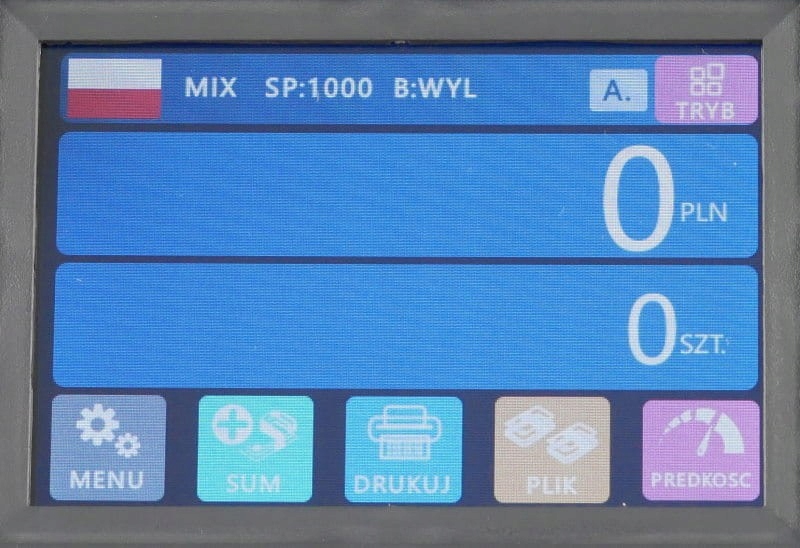 MIX SP:1000 B:WYL A.
TRYB
0 PLN
0 SZT.
MENU SUM DRUKUJ PLIK PREDKOSC